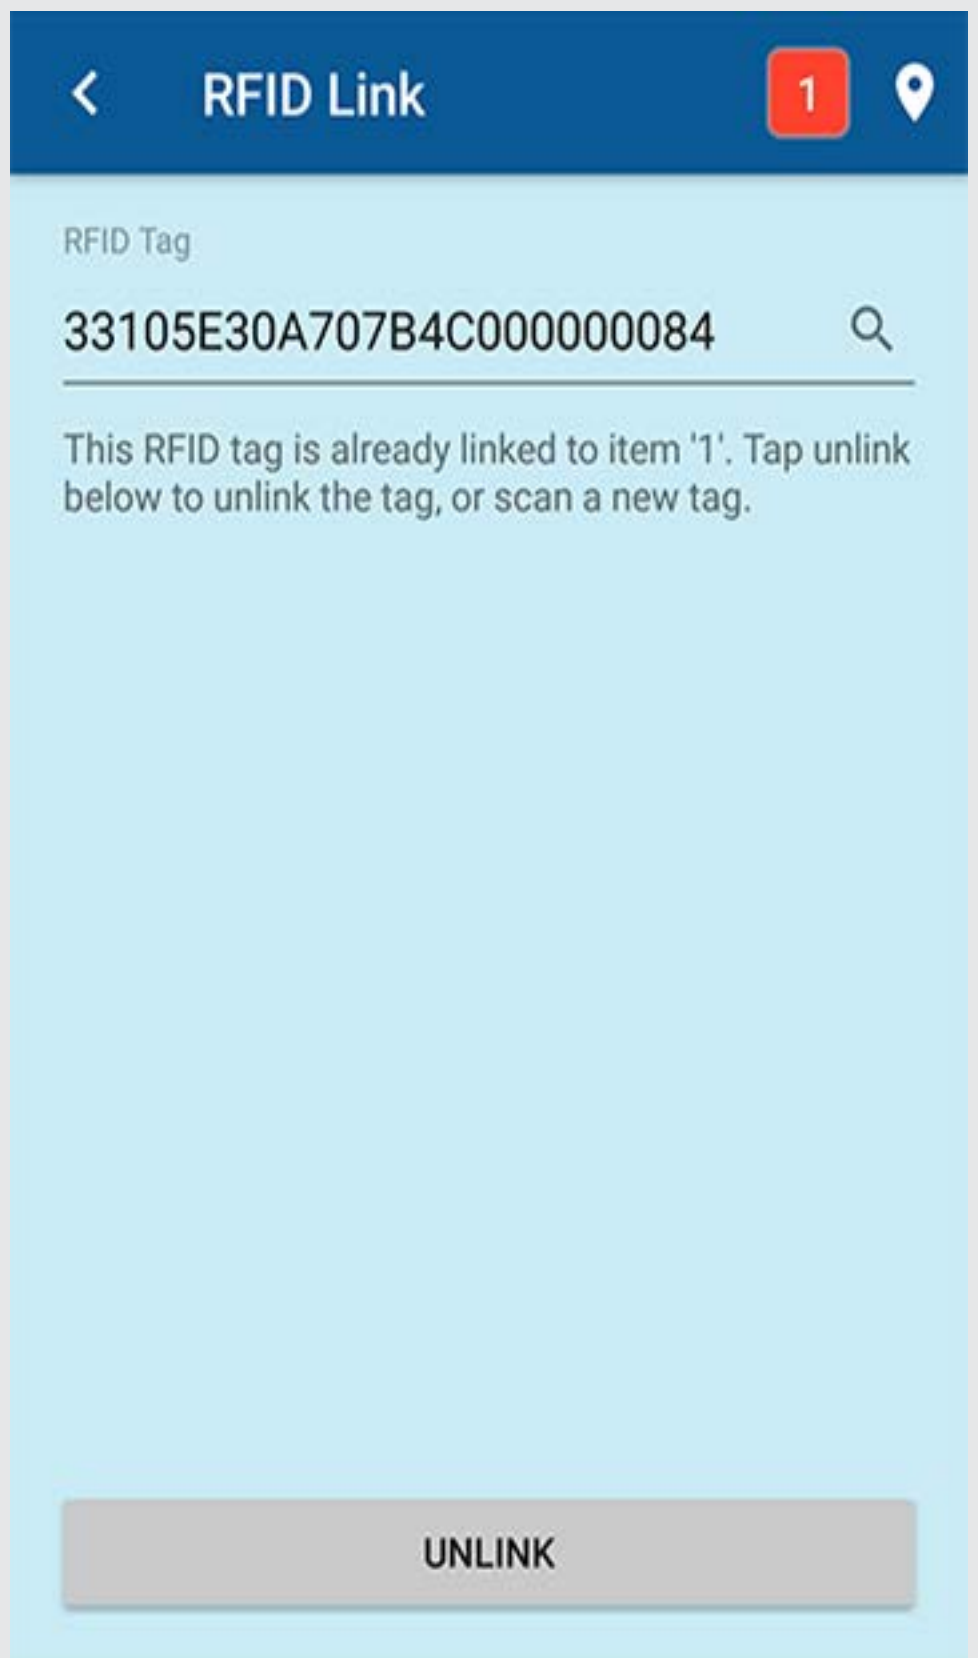 RFID Link
1
RFID Tag
33105E30A707B4C000000084
This RFID tag is already linked to item '1'. Tap unlink
below to unlink the tag, or scan a new tag.
UNLINK